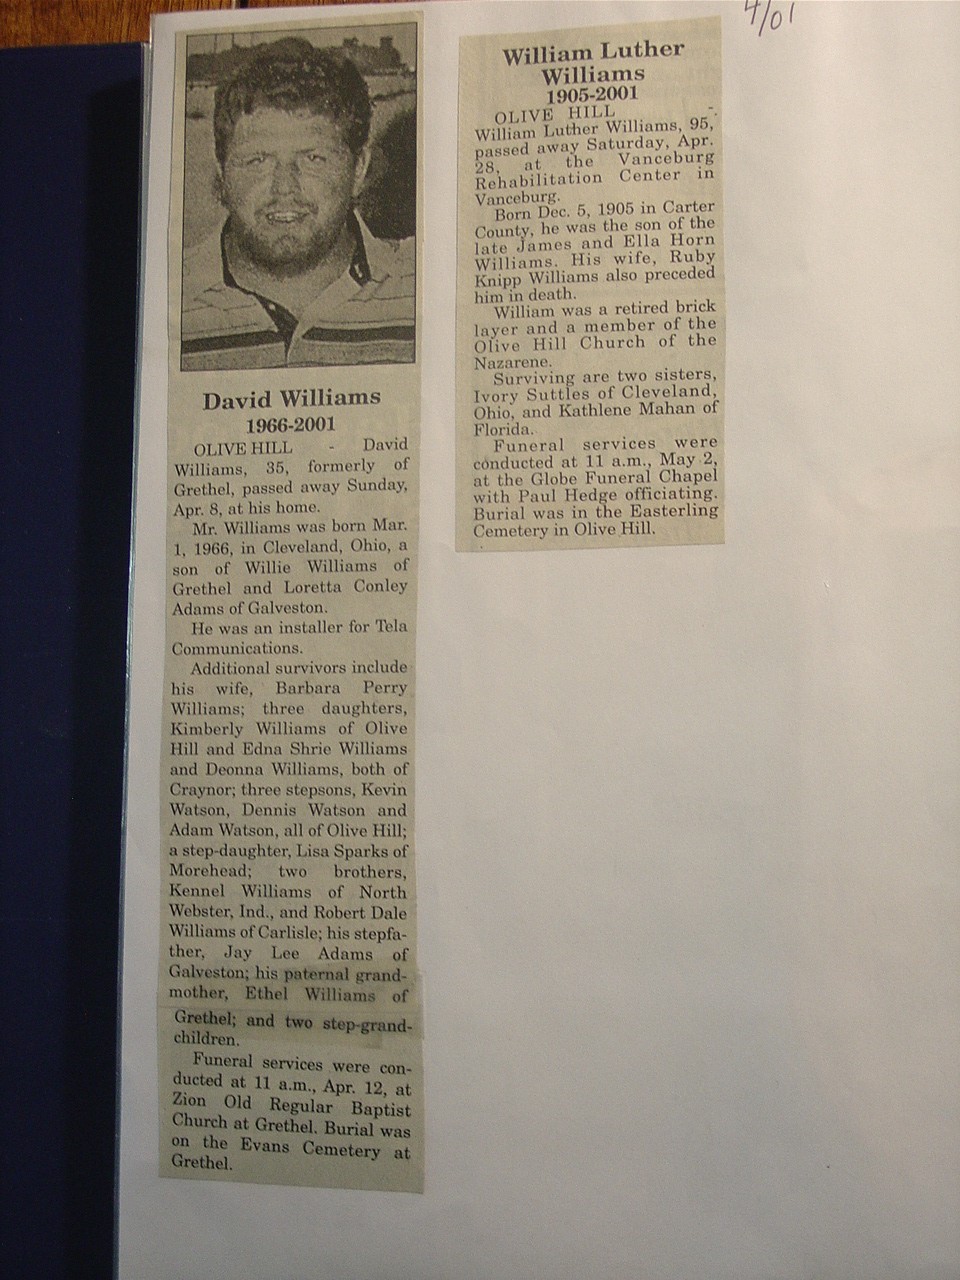 4/01
David Williams
1966-2001
OLIVE HILL - David
Williams, 35, formerly of
Grethel, passed away Sunday,
Apr. 8, at his home.
Mr. Williams was born Mar.
1, 1966, in Cleveland, Ohio, a
son of Willie Williams of
Grethel and Loretta Conley
Adams of Galveston.
He was an installer for Tela
Communications.
Additional survivors include
his wife, Barbara Perry
Williams; three daughters,
Kimberly Williams of Olive
Hill and Edna Shrie Williams
and Deonna Williams, both of
Craynor; three stepsons, Kevin
Watson, Dennis Watson and
Adam Watson, all of Olive Hill;
a step-daughter, Lisa Sparks of
Morehead; two brothers,
Kennel Williams of North
Webster, Ind., and Robert Dale
Williams of Carlisle; his stepfa-
ther, Jay Lee Adams of
Galveston; his paternal grand-
mother, Ethel Williams of
Grethel; and two step-grand-
children.
Funeral services were con-
ducted at 11 a.m., Apr. 12, at
Zion Old Regular Baptist
Church at Grethel. Burial was
on the Evans Cemetery at
Grethel.
William Luther
Williams
1905-2001
OLIVE HILL -
William Luther Williams, 95,
passed away Saturday, Apr.
28, at the Vanceburg
Rehabilitation Center in
Vanceburg.
Born Dec. 5, 1905 in Carter
County, he was the son of the
late James and Ella Horn
Williams. His wife, Ruby
Knipp Williams also preceded
him in death.
William was a retired brick
layer and a member of the
Olive Hill Church of the
Nazarene.
Surviving are two sisters,
Ivory Suttles of Cleveland,
Ohio, and Kathlene Mahan of
Florida.
Funeral services were
conducted at 11 a.m., May 2,
at the Globe Funeral Chapel
with Paul Hedge officiating.
Burial was in the Easterling
Cemetery in Olive Hill.